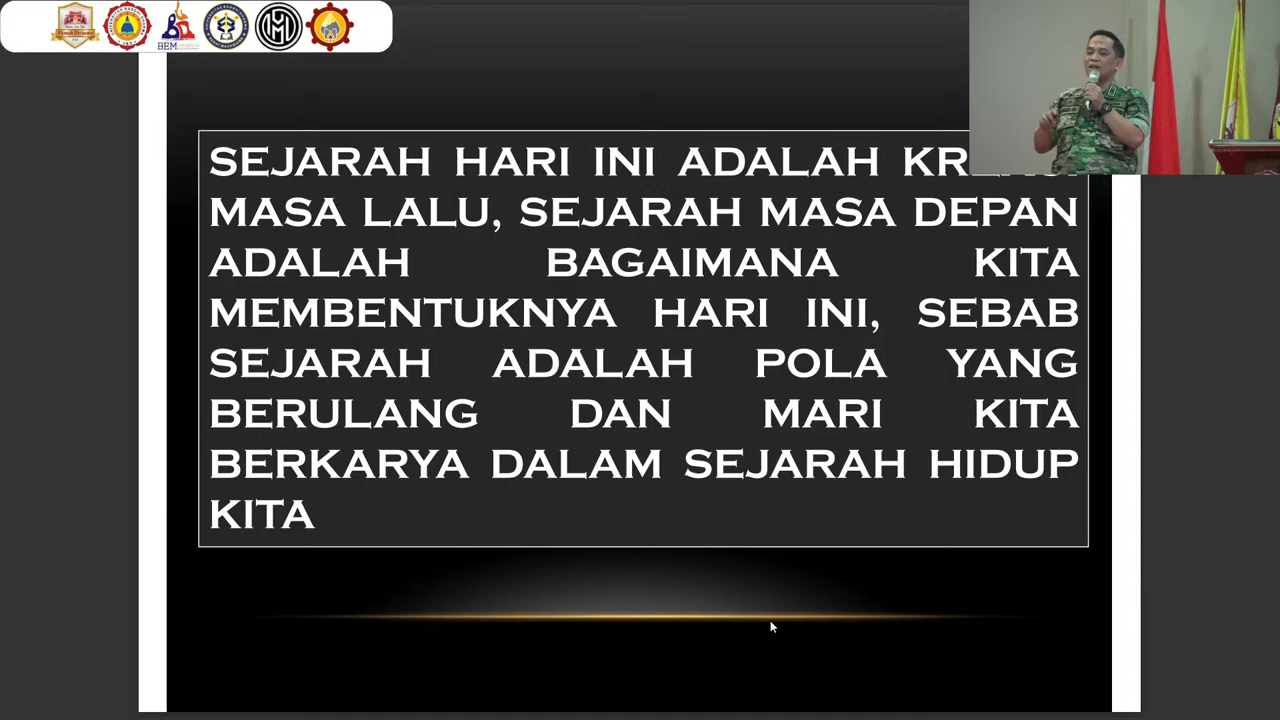 SEJARAH HARI INI ADALAH
MASA LALU, SEJARAH MASA DEPAN
ADALAH BAGAIMANA KITA
MEMBENTUKNYA HARI INI, SEBAB
SEJARAH ADALAH POLA YANG
BERULANG DAN MARI KITA
BERKARYA DALAM SEJARAH HIDUP
KITA
BEM